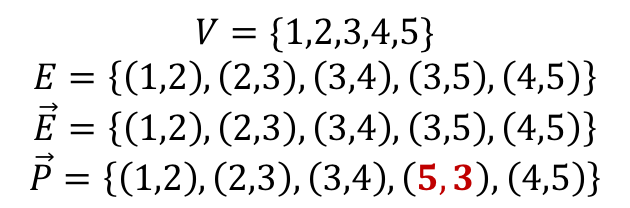 V = {1,2,3,4,5}
E = {(1,2), (2,3), (3,4), (3,5), (4,5)}
E⃗ = {(1,2), (2,3), (3,4), (3,5), (4,5)}
P⃗ = {(1,2), (2,3), (3,4), (5, 3), (4,5)}